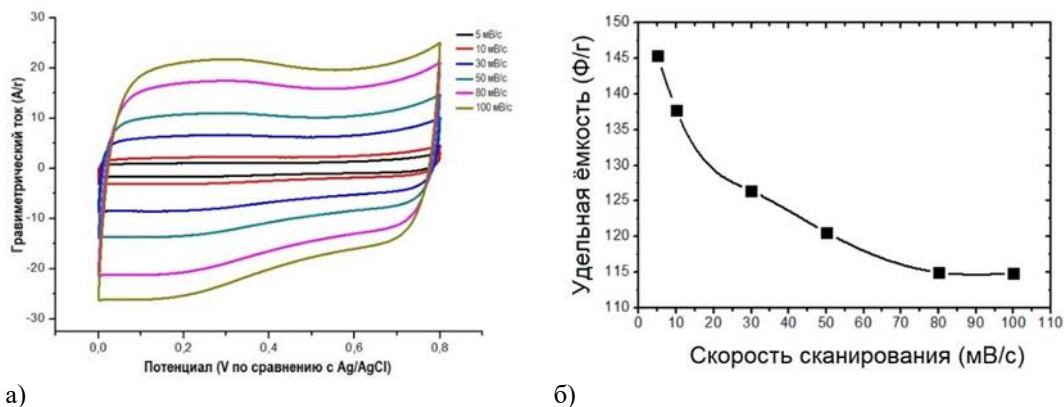 30
20
10
0
-10
-20
-30
0,0
0,2
0,4
0,6
0,8
Гравиметрический ток (А/г)
Потенциал (V по сравнению с Ag/AgCl)
5 мВ/с
10 мВ/с
30 мВ/с
50 мВ/с
80 мВ/с
100 мВ/с
а)
150
145
140
135
130
125
120
115
110
0
10
20
30
40
50
60
70
80
90
100
110
Удельная ёмкость (Ф/г)
Скорость сканирования (мВ/с)
б)